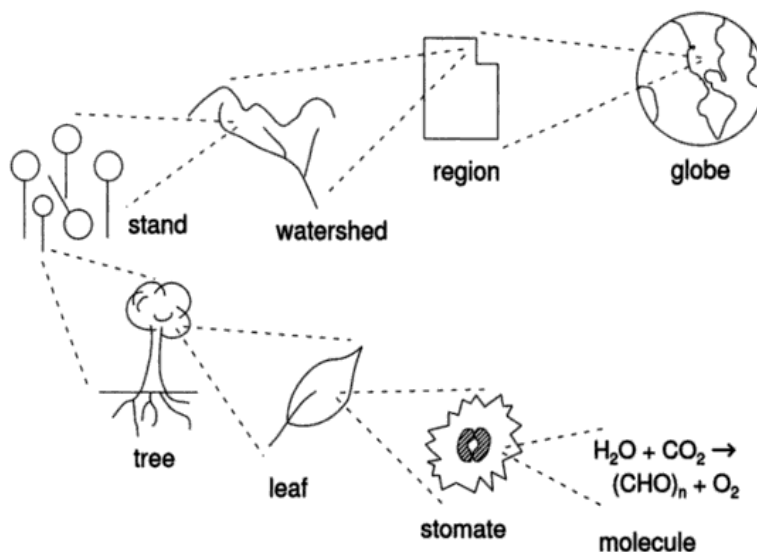 region
globe
stand
watershed
tree
leaf
stomate
H₂O + CO₂ →
(CHO)ₙ + O₂
molecule